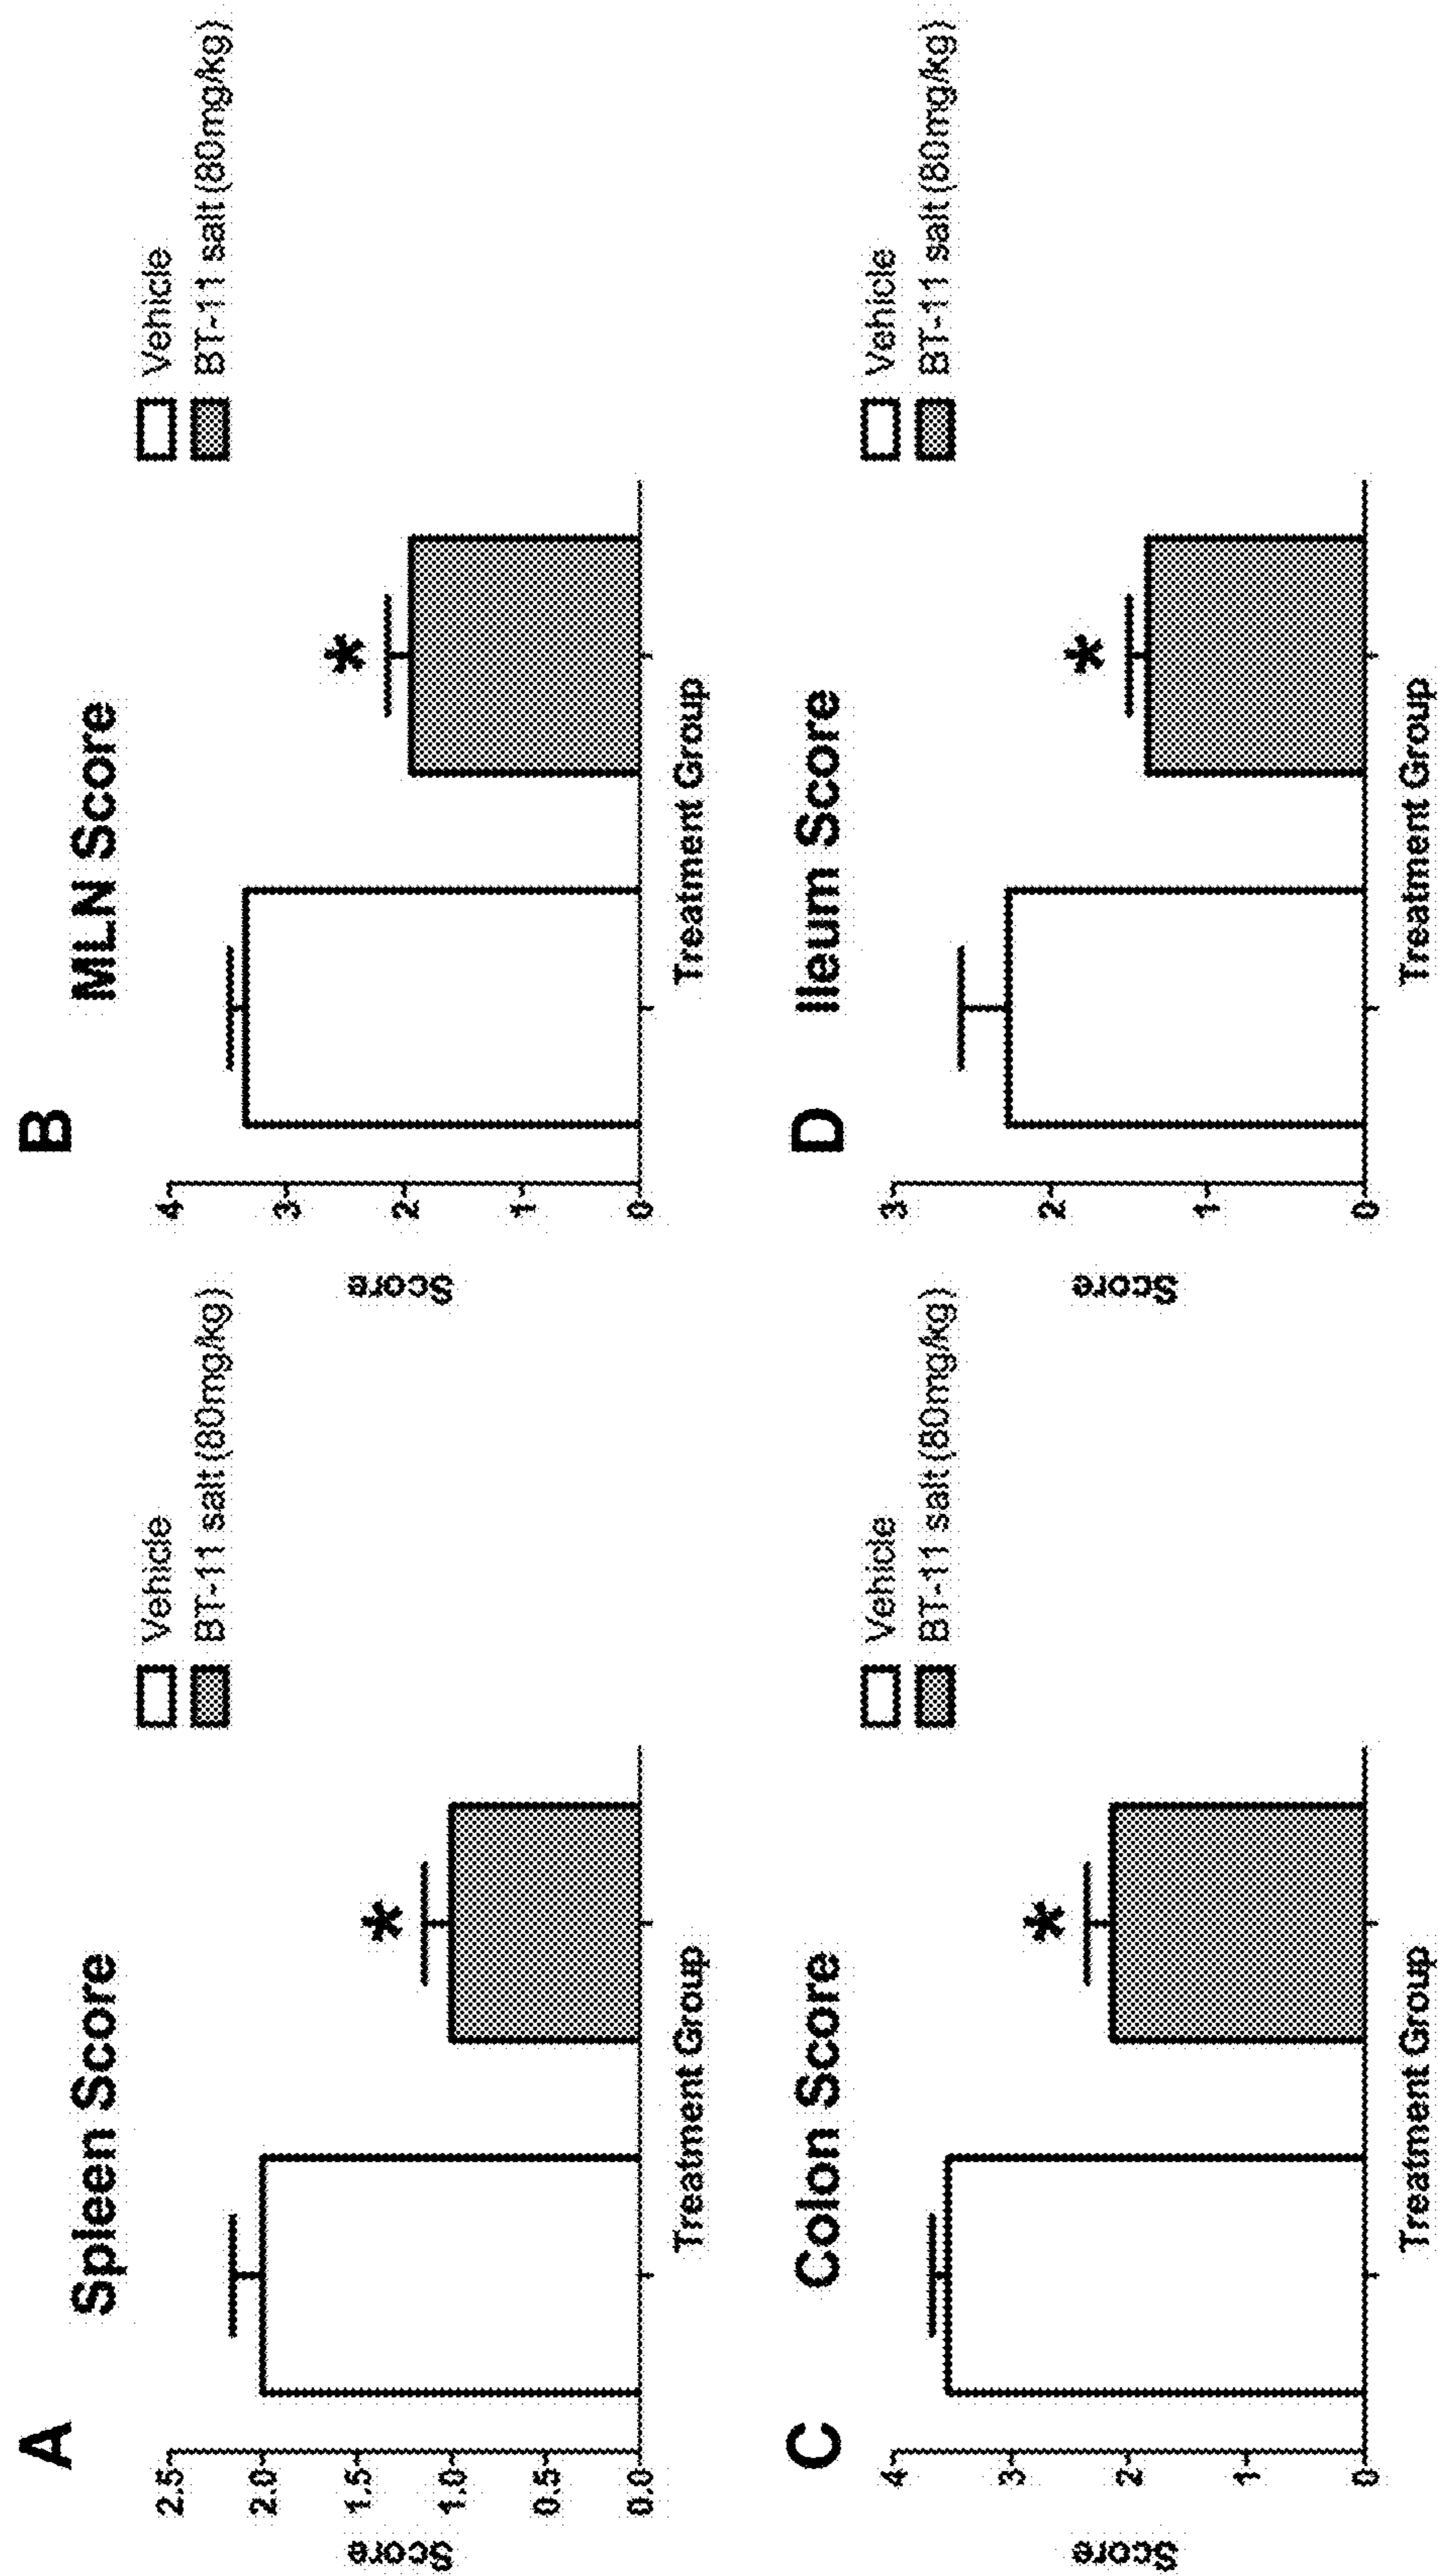 A
Spleen Score
Vehicle
BT-11 salt (80mg/kg)
Score
2.5
2.0
1.5
1.0
0.5
0.0
*
Treatment Group
B
MLN Score
Vehicle
BT-11 salt (80mg/kg)
Score
4
3
2
1
0
*
Treatment Group
C
Colon Score
Vehicle
BT-11 salt (80mg/kg)
Score
4
3
2
1
0
*
Treatment Group
D
Ileum Score
Vehicle
BT-11 salt (80mg/kg)
Score
3
2
1
0
*
Treatment Group